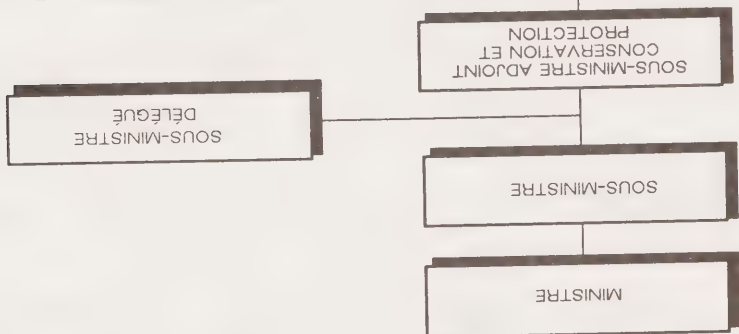 MINISTRE
SOUS-MINISTRE
SOUS-MINISTRE
DÉLÉGUÉ
SOUS-MINISTRE ADJOINT
CONSERVATION ET
PROTECTION